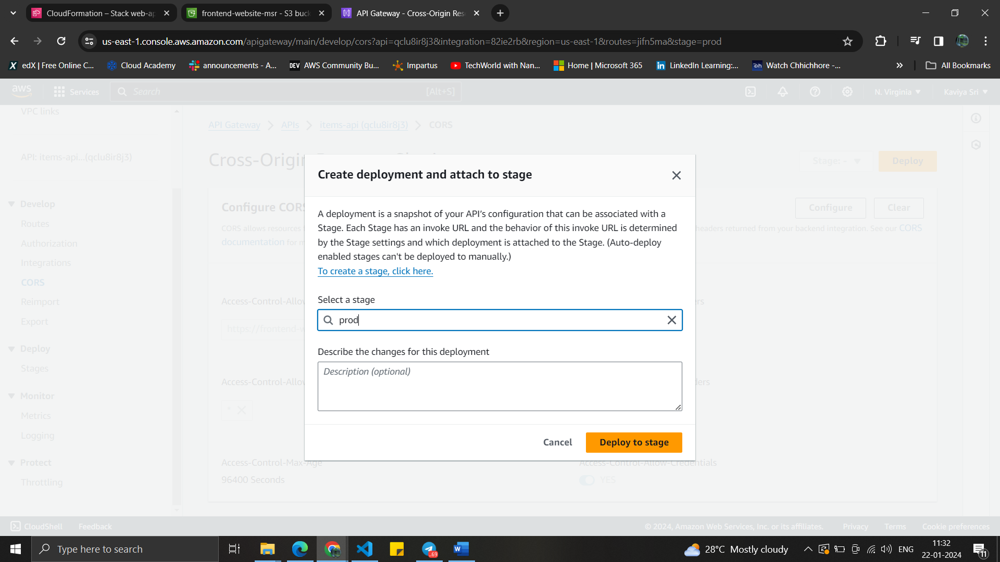 CloudFormation – Stack web-ap
frontend-website-msr - S3 buck
API Gateway - Cross-Origin Res
us-east-1.console.aws.amazon.com/apigateway/main/develop/cors?api=qclu8ir8j3&integration=82ie2rb&region=us-east-1&routes=jifn5ma&stage=prod
edX | Free Online C...
Cloud Academy
announcements - A...
DEV AWS Community Bu...
Impartus
TechWorld with Nan...
Home | Microsoft 365
LinkedIn Learning:...
Watch Chhichhore -...
All Bookmarks
aws
Services
Search
[Alt+S]
N. Virginia
Kaviya Sri
VPC links
API: items-api...(qclu8ir8j3)
Develop
Routes
Authorization
Integrations
CORS
Reimport
Export
Deploy
Stages
Monitor
Metrics
Logging
Protect
Throttling
API Gateway
APIs
items-api (qclu8ir8j3)
CORS
Cross-Origin
Stage: -
Deploy
Configure CORS
Configure
Clear
CORS allows resources
headers returned from your backend integration. See our CORS
documentation for m
Access-Control-Allow
rs
https://frontend-w
Access-Control-Allow
ders
*
Access-Control-Max-Age
96400 Seconds
Access-Control-Allow-Credentials
YES
Create deployment and attach to stage
A deployment is a snapshot of your API’s configuration that can be associated with a
Stage. Each Stage has an invoke URL and the behavior of this invoke URL is determined
by the Stage settings and which deployment is attached to the Stage. (Auto-deploy
enabled stages can't be deployed to manually.)
To create a stage, click here.
Select a stage
prod
Describe the changes for this deployment
Description (optional)
Cancel
Deploy to stage
CloudShell
Feedback
© 2024, Amazon Web Services, Inc. or its affiliates.
Privacy
Terms
Cookie preferences
Type here to search
.69
28°C Mostly cloudy
ENG
11:32
22-01-2024
11